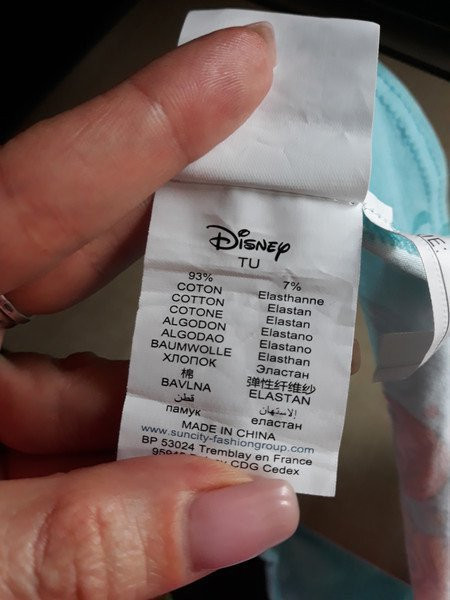 Disney
TU
93% 7%
COTON Elasthanne
COTTON Elastan
COTONE Elastan
ALGODON Elastano
ALGODAO Elastano
BAUMWOLLE Elasthan
ХЛОПОК Эластан
棉 弹性纤维纱
BAVLNA ELASTAN
قطن الاستهان
памук еластан
MADE IN CHINA
www.suncity-fashiongroup.com
BP 53024 Tremblay en France
CDG Cedex